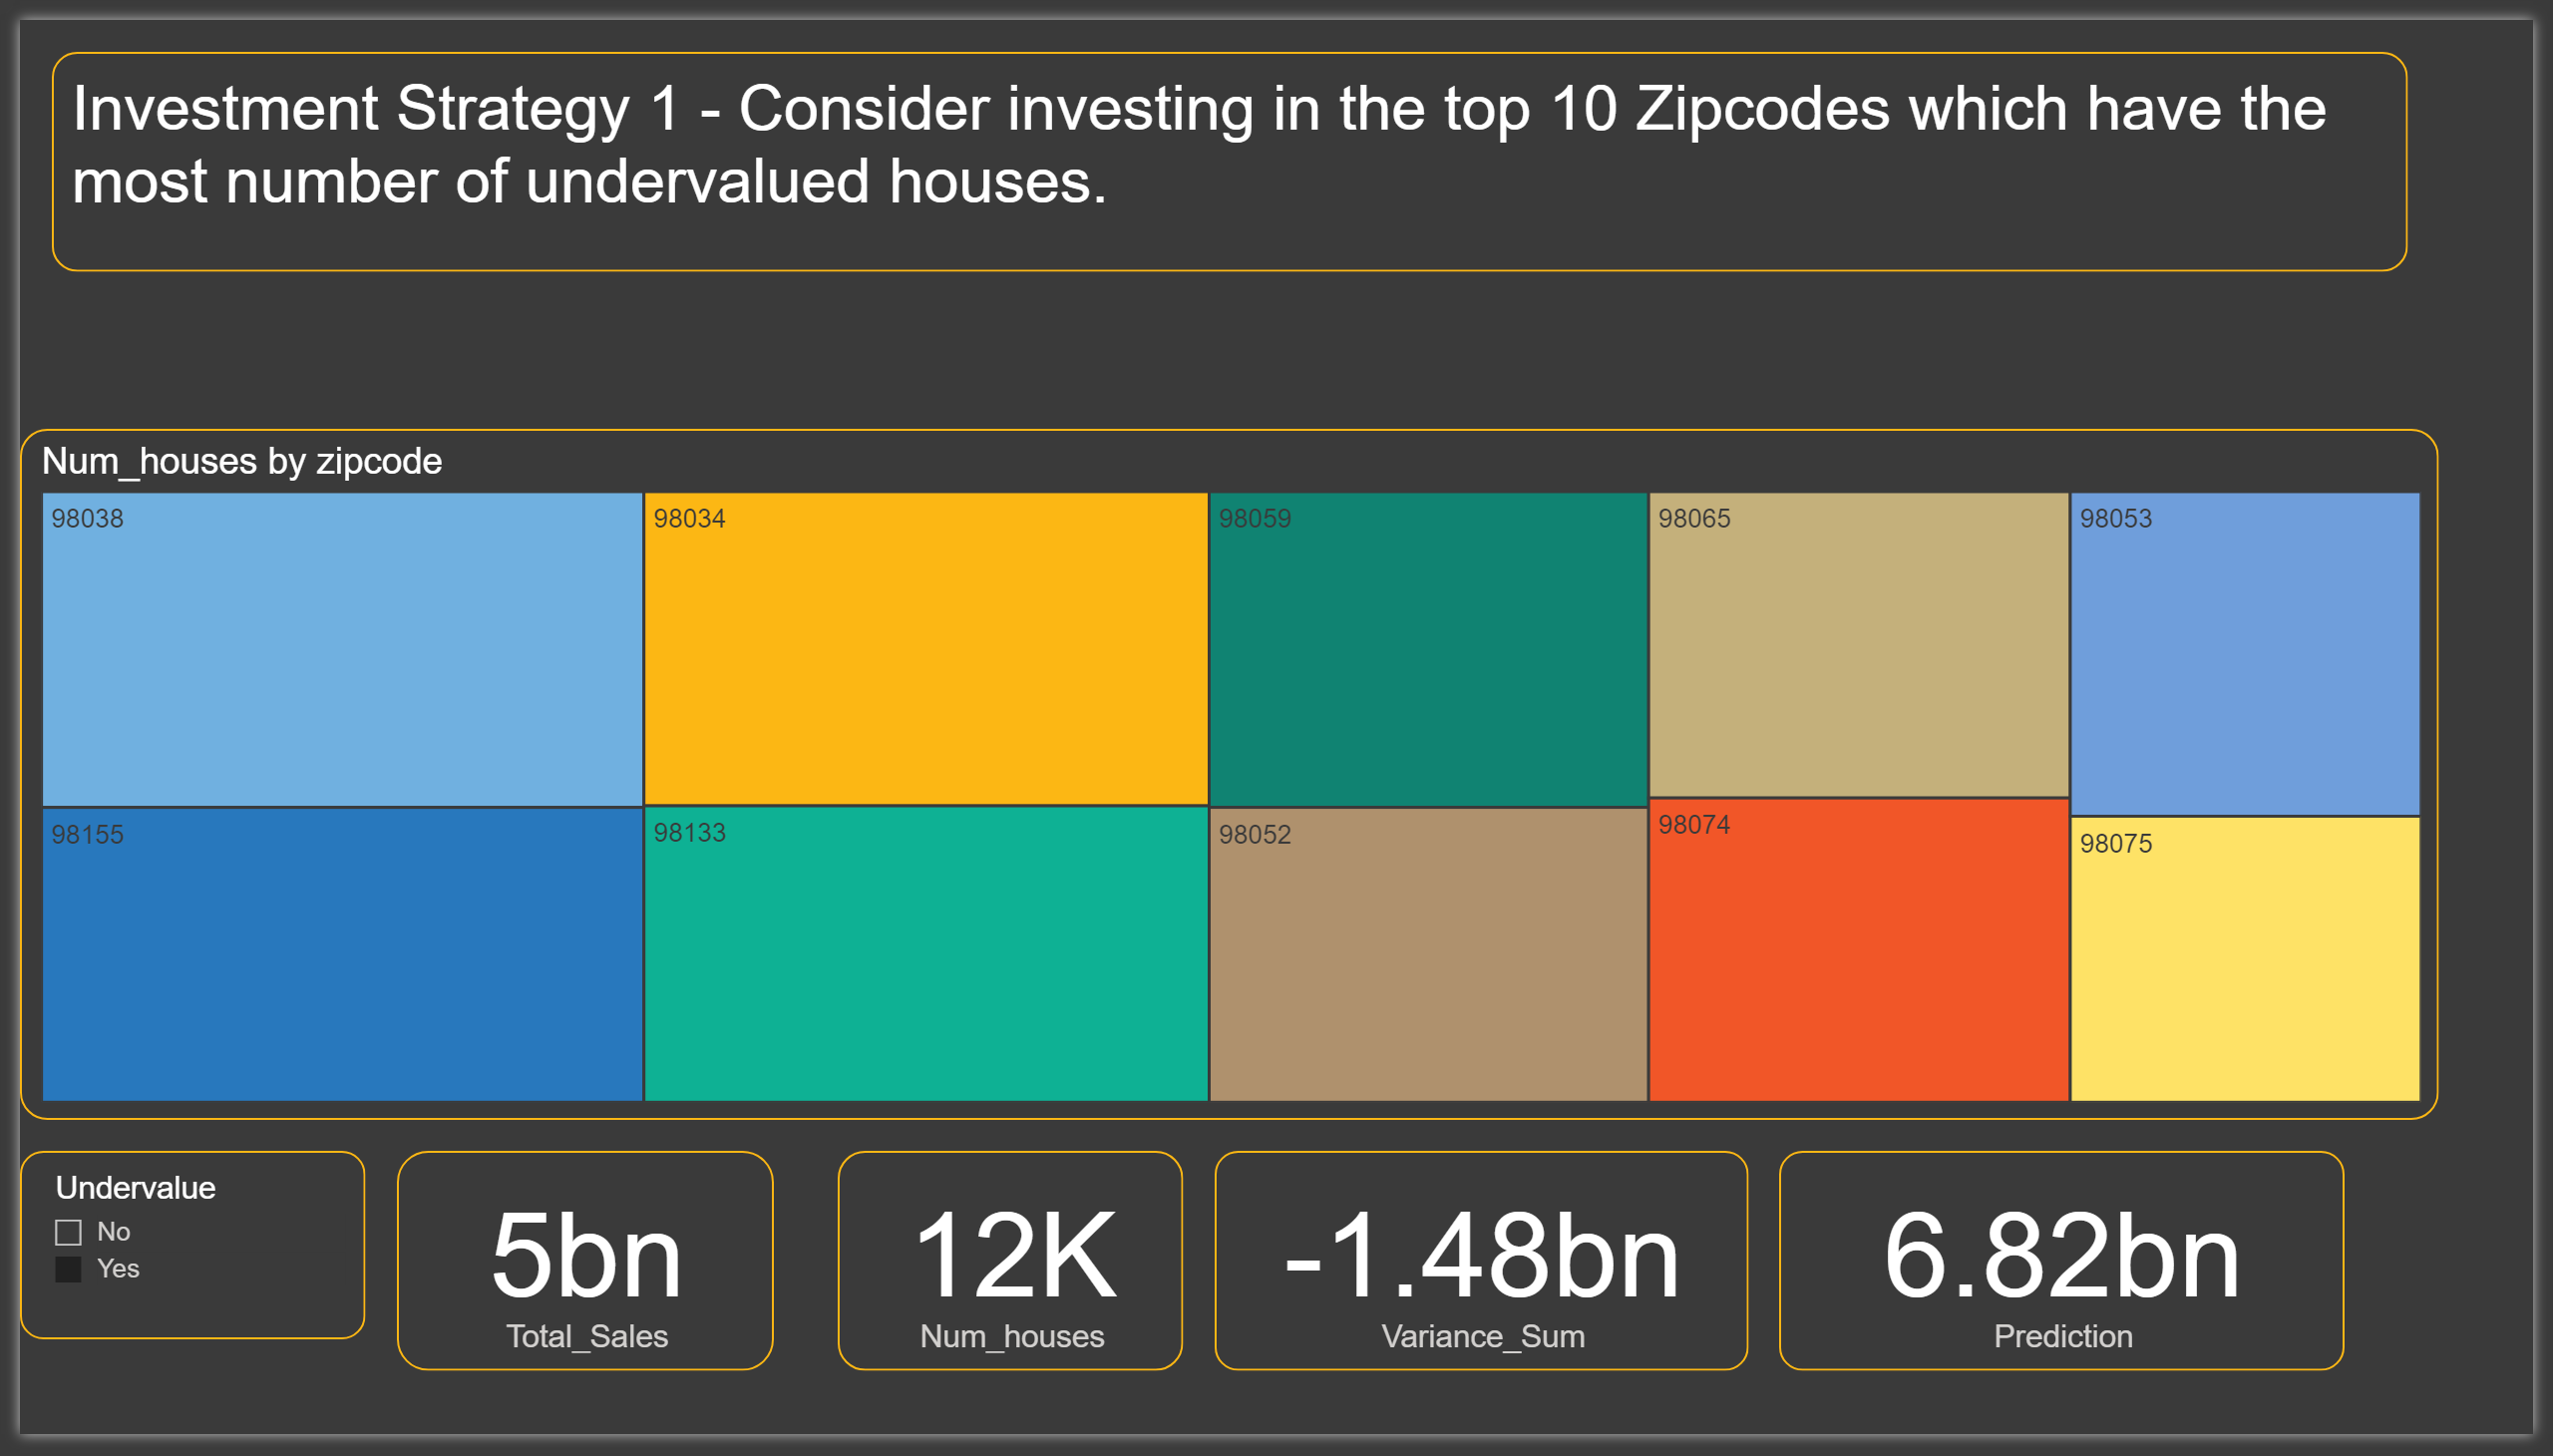 Investment Strategy 1 - Consider investing in the top 10 Zipcodes which have the
most number of undervalued houses.
Num_houses by zipcode
98038
98034
98059
98065
98053
98155
98133
98052
98074
98075
Undervalue
No
Yes
5bn
Total_Sales
12K
Num_houses
-1.48bn
Variance_Sum
6.82bn
Prediction